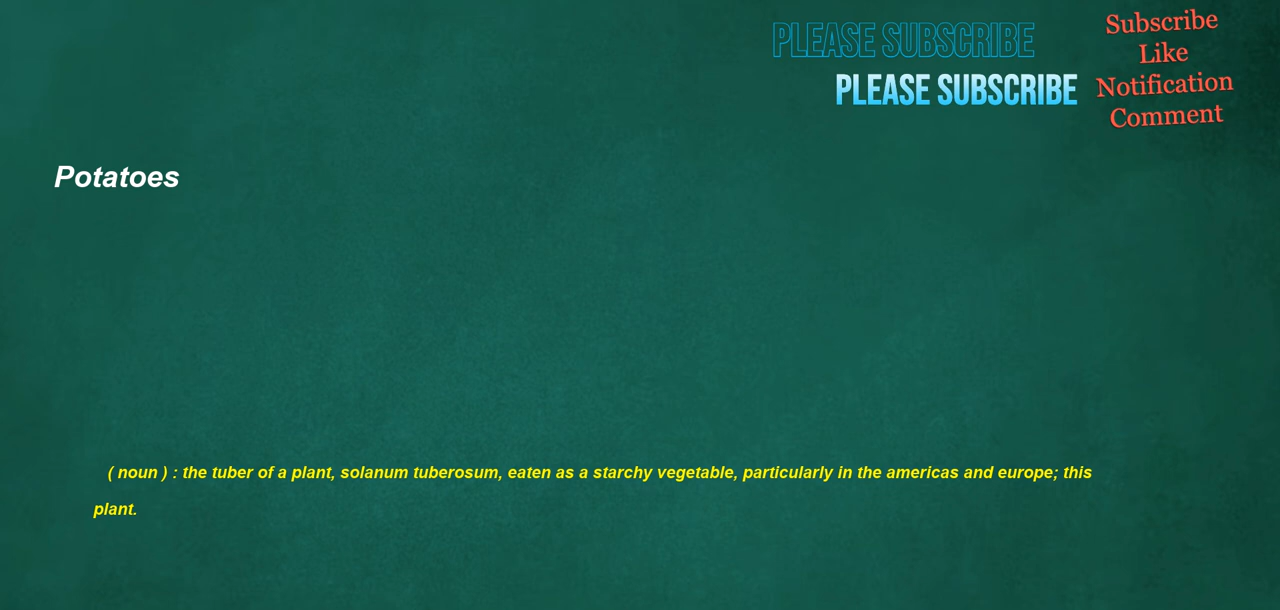 PLEASE SUBSCRIBE
PLEASE SUBSCRIBE
Subscribe
Like
Notification
Comment
Potatoes
( noun ) : the tuber of a plant, solanum tuberosum, eaten as a starchy vegetable, particularly in the americas and europe; this
plant.